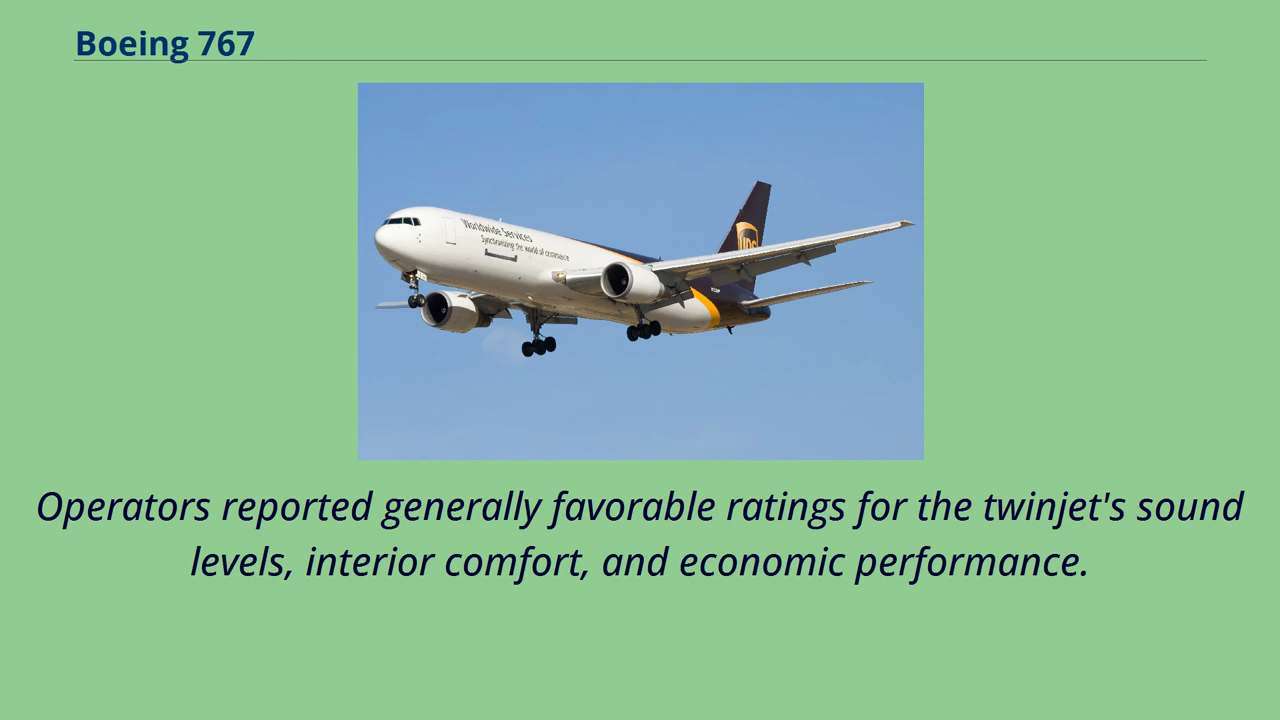 Boeing 767
Worldwide Services
Synchronizing the world of commerce
ups
Operators reported generally favorable ratings for the twinjet's sound
levels, interior comfort, and economic performance.